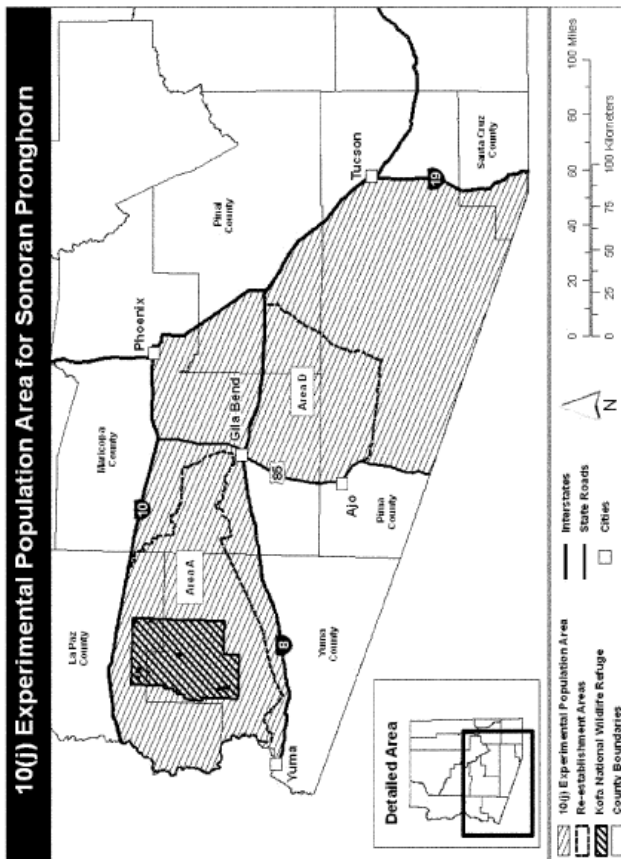 10(j) Experimental Population Area for Sonoran Pronghorn
La Paz
County
Maricopa
County
Phoenix
Pinal
County
10
Area A
Gila Bend
85
Area D
Tucson
8
Yuma
Yuma
County
Ajo
Pima
County
19
Santa Cruz
County
Detailed Area
10(j) Experimental Population Area
Re-establishment Areas
Kofa National Wildlife Refuge
County Boundaries
Interstates
State Roads
Cities
N
0 20 40 60 80 100 Miles
0 25 50 75 100 Kilometers